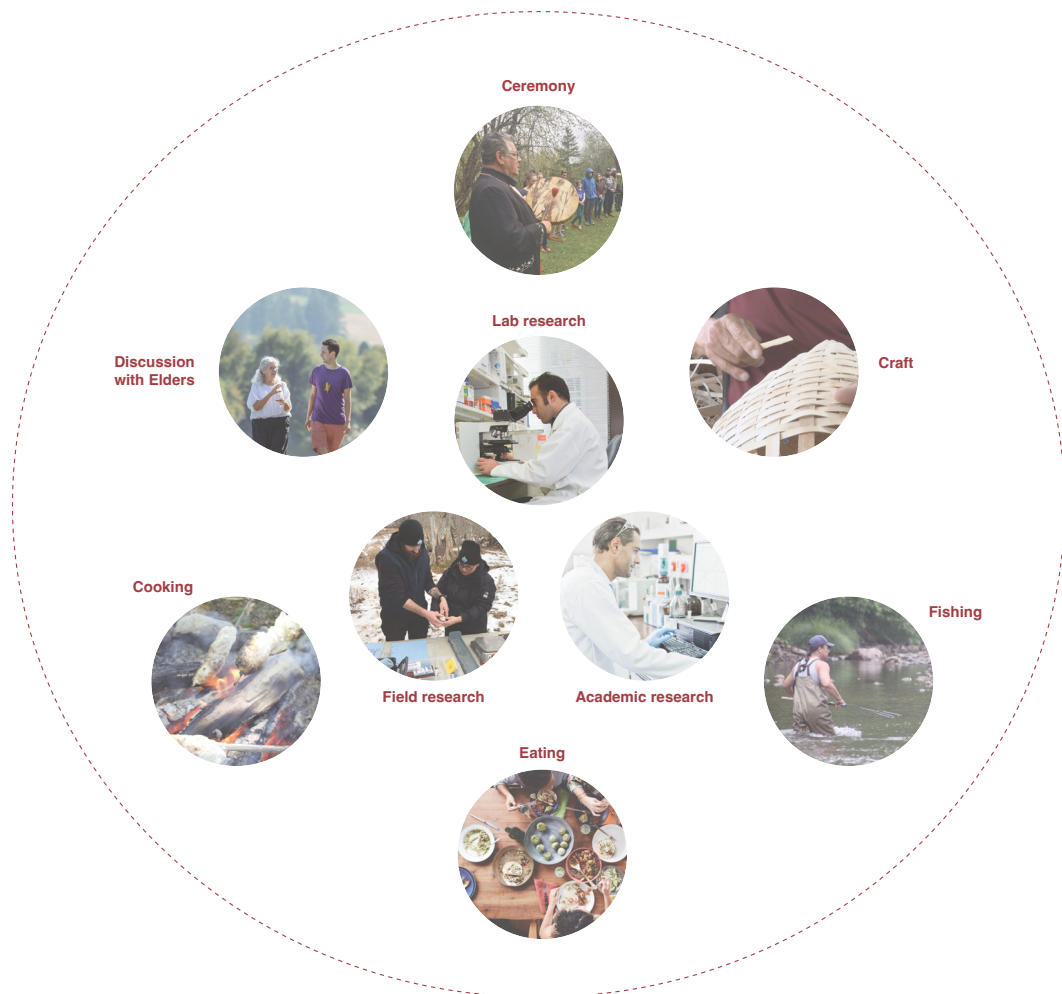 Ceremony
Lab research
Discussion
with Elders
Craft
Cooking
Fishing
Field research
Academic research
Eating